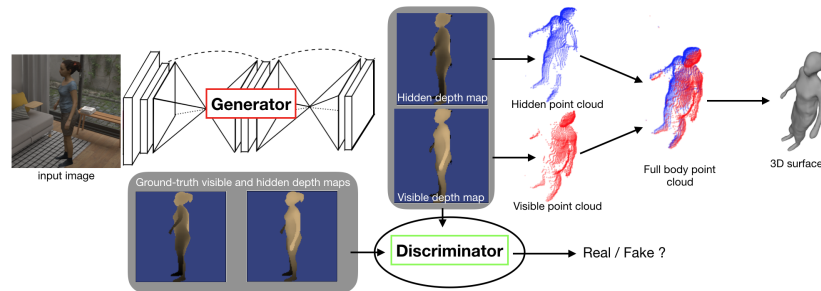 Generator
input image
Hidden depth map
Hidden point cloud
Visible depth map
Visible point cloud
Full body point
cloud
3D surface
Ground-truth visible and hidden depth maps
Discriminator
Real / Fake ?